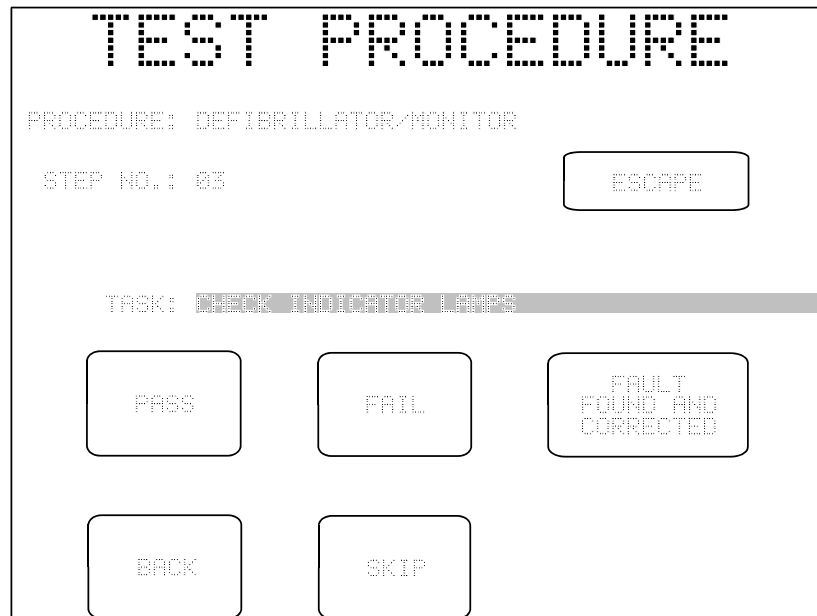 TEST PROCEDURE
PROCEDURE: DEFIBRILLATOR/MONITOR
STEP NO.: 03
ESCAPE
TASK: CHECK INDICATOR LAMPS
PASS
FAIL
FAULT
FOUND AND
CORRECTED
BACK
SKIP